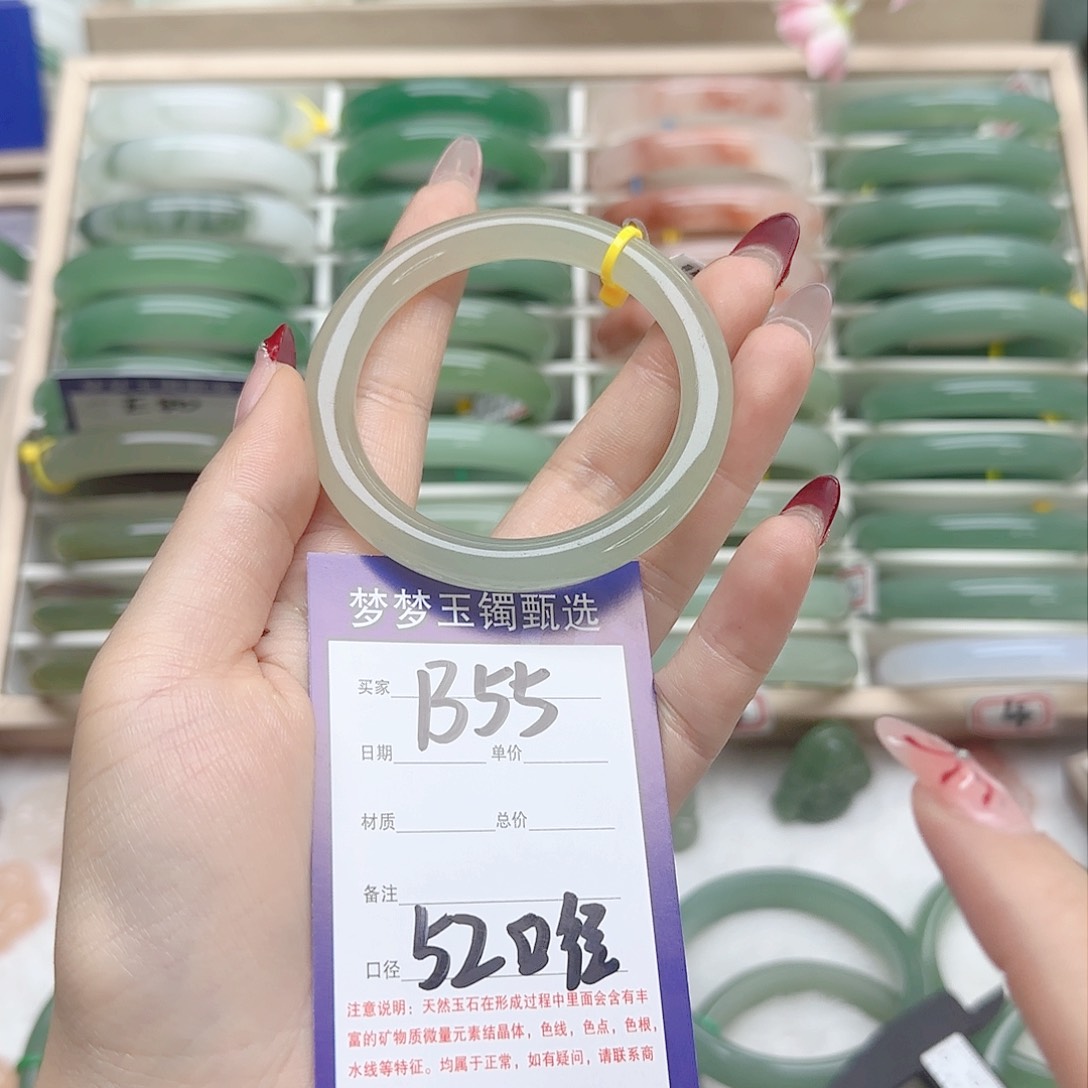 梦梦玉镯甄选
买家 B55
日期 单价
材质 总价
备注
口径 52口径
注意说明：天然玉石在形成过程中里面会含有丰
富的矿物质微量元素结晶体，色线，色点，色根，
水线等特征。均属于正常，如有疑问，请联系商